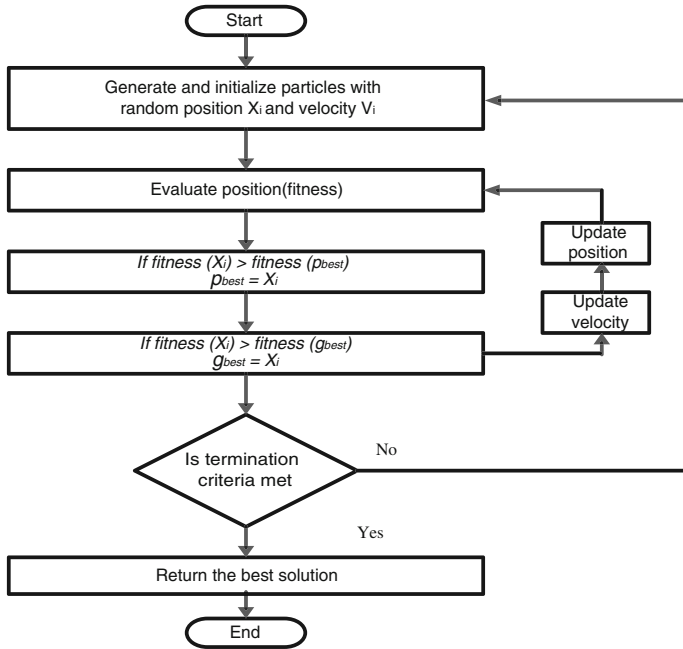 Start
Generate and initialize particles with
random position Xi and velocity Vi
Evaluate position(fitness)
Update
position
If fitness (Xi) > fitness (pbest)
pbest = Xi
Update
velocity
If fitness (Xi) > fitness (gbest)
gbest = Xi
Is termination
criteria met
No
Yes
Return the best solution
End